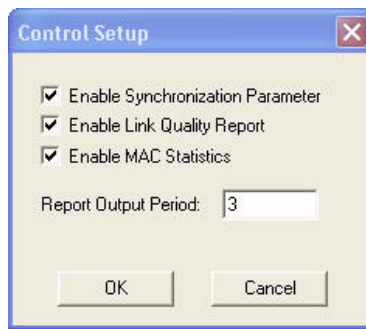 Control Setup
Enable Synchronization Parameter
Enable Link Quality Report
Enable MAC Statistics
Report Output Period: 3
OK Cancel